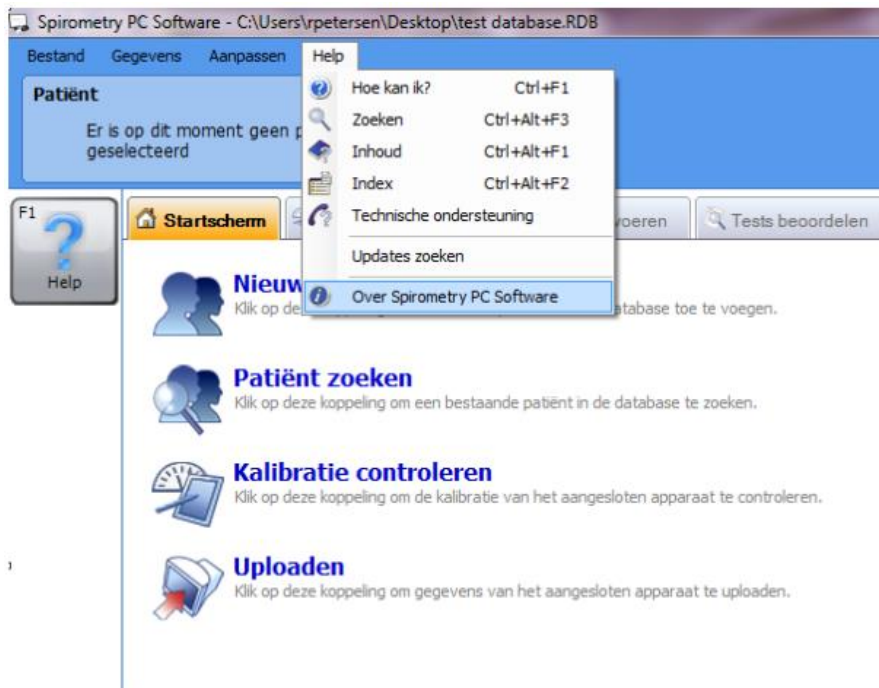 Spirometry PC Software - C:\Users\rpetersen\Desktop\test database.RDB
Bestand Gegevens Aanpassen Help
Patiënt
Er is op dit moment geen
geselecteerd
Hoe kan ik? Ctrl+F1
Zoeken Ctrl+Alt+F3
Inhoud Ctrl+Alt+F1
Index Ctrl+Alt+F2
Technische ondersteuning
Updates zoeken
Over Spirometry PC Software
F1
Help
Startscherm voeren Tests beoordelen
Nieuw
Klik op de atabase toe te voegen.
Patiënt zoeken
Klik op deze koppeling om een bestaande patiënt in de database te zoeken.
Kalibratie controleren
Klik op deze koppeling om de kalibratie van het aangesloten apparaat te controleren.
Uploaden
Klik op deze koppeling om gegevens van het aangesloten apparaat te uploaden.